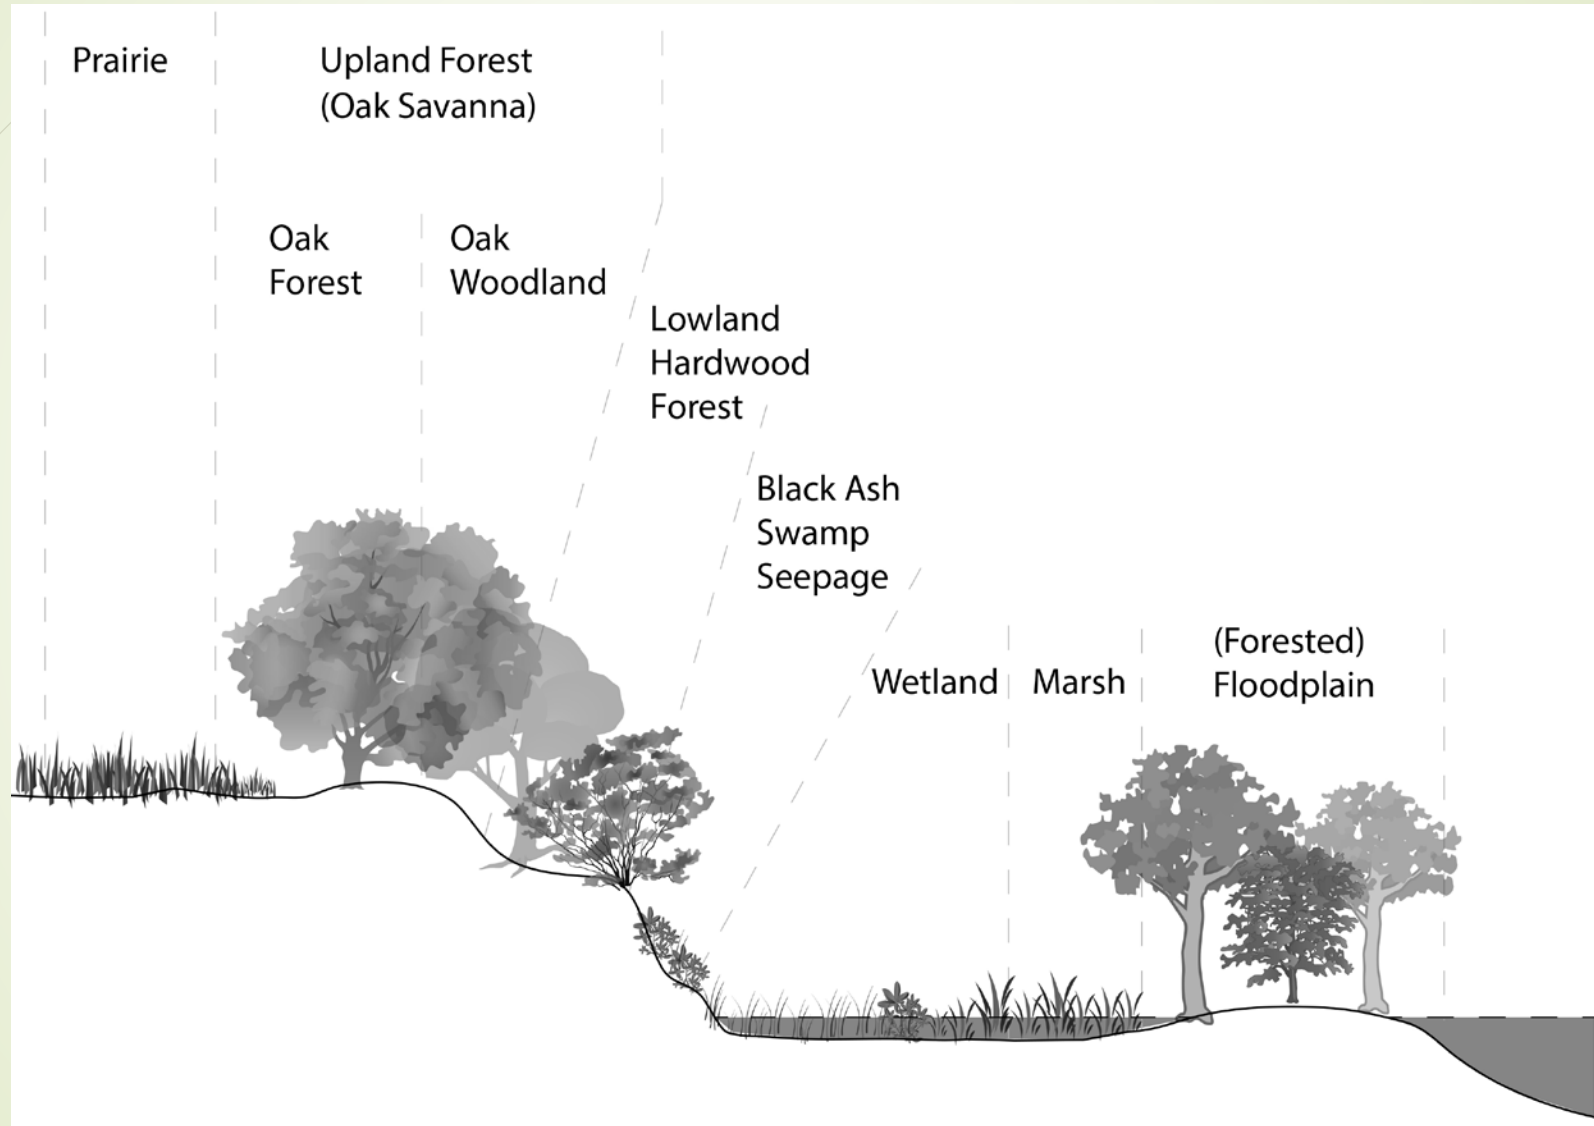 Prairie
Upland Forest
(Oak Savanna)
Oak
Forest
Oak
Woodland
Lowland
Hardwood
Forest
Black Ash
Swamp
Seepage
Wetland
Marsh
(Forested)
Floodplain